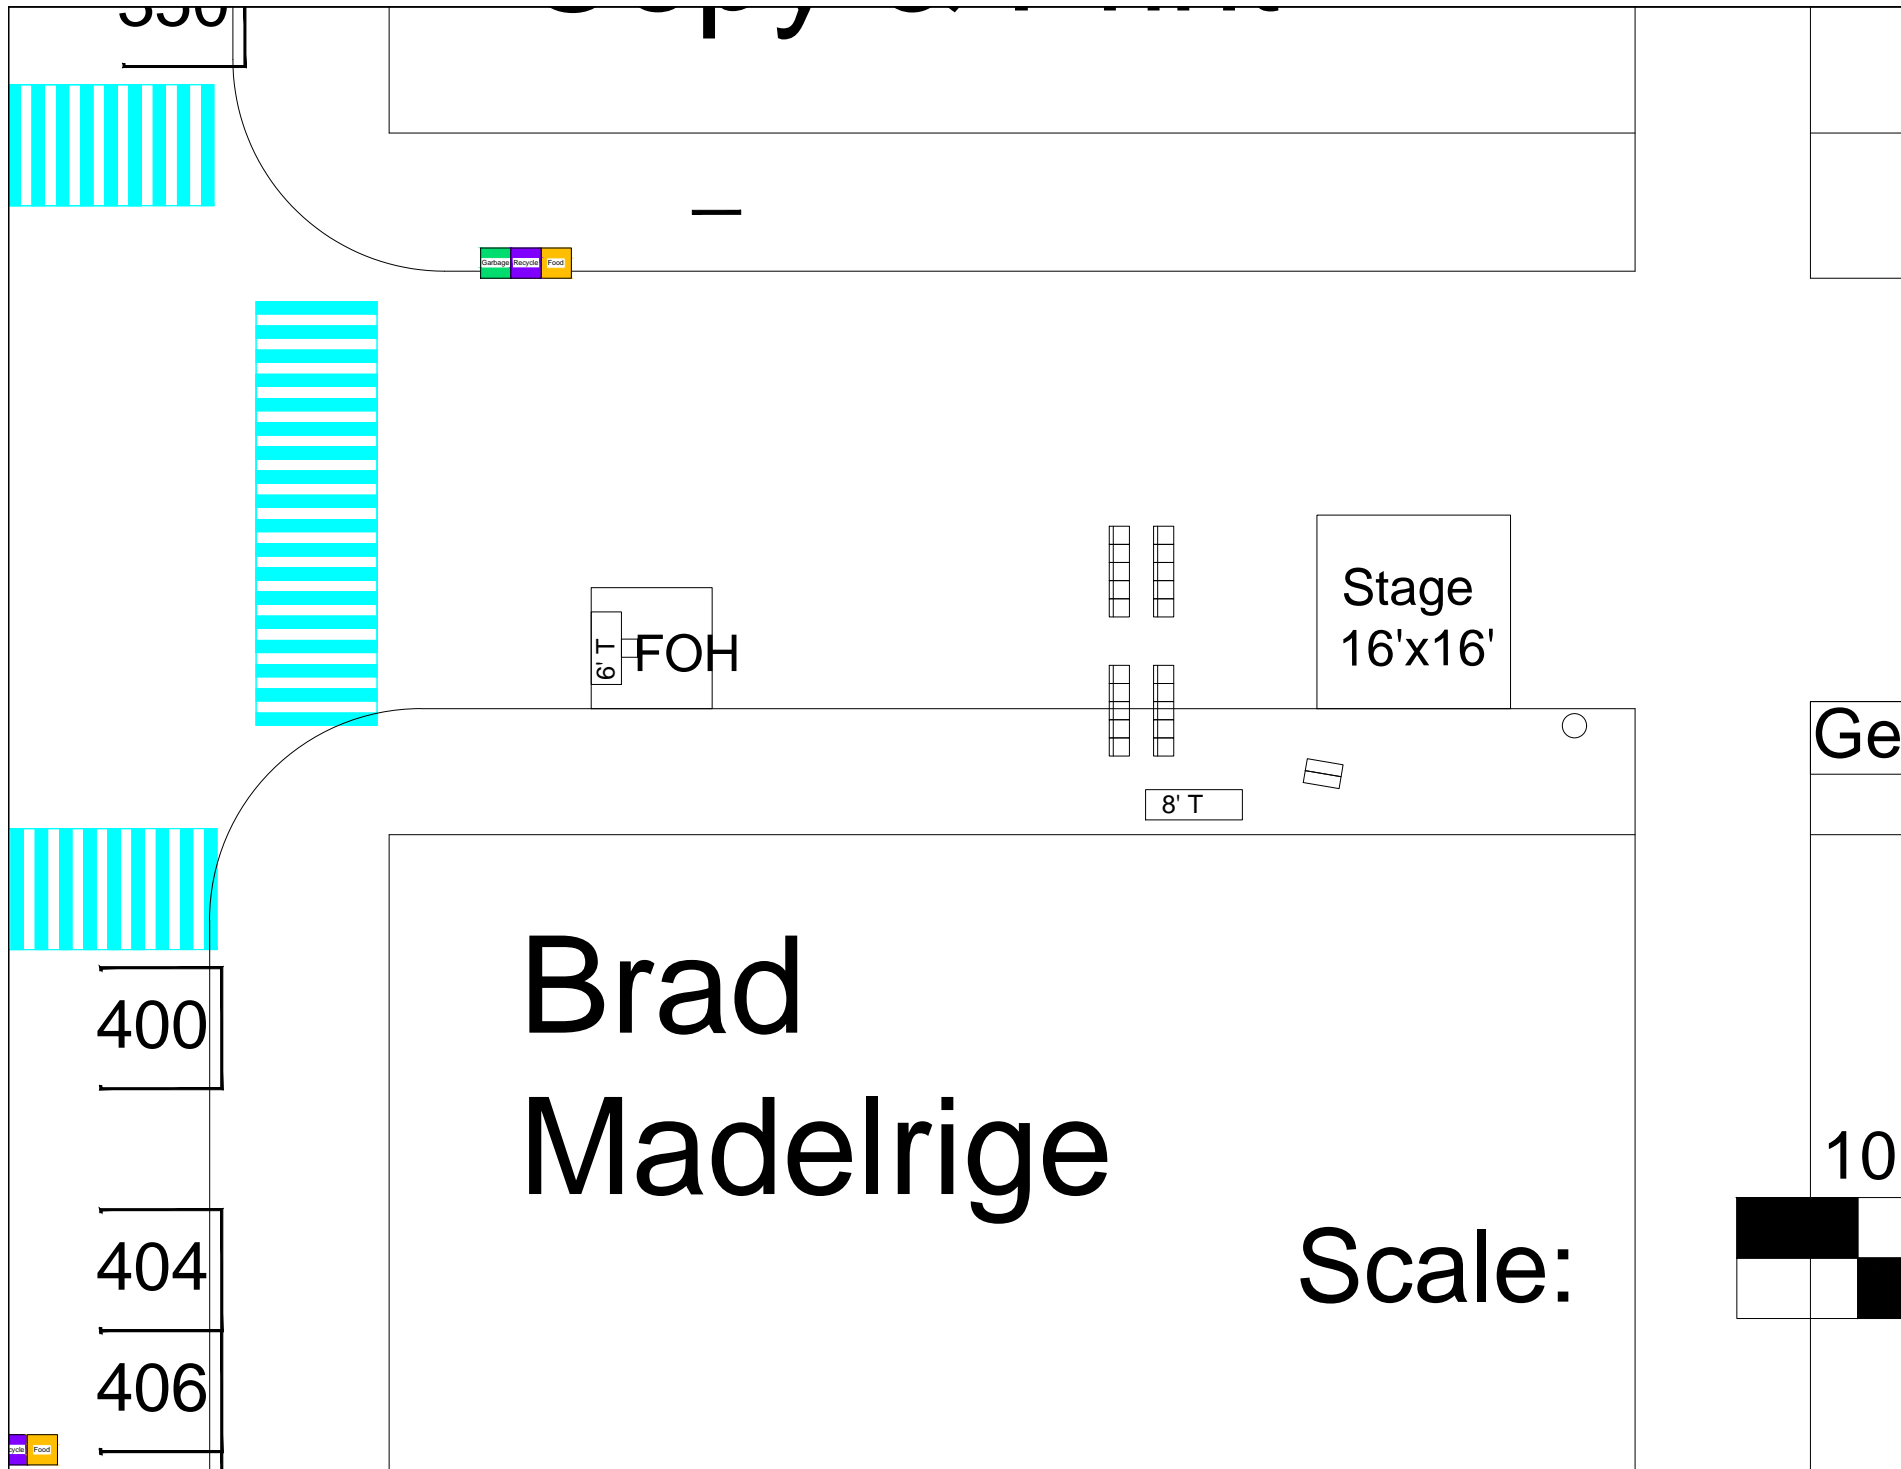 Garbage Recycle Food
Stage
16'x16'
FOH
6' T
8' T
Brad
Madelrige
400
404
Scale:
406
Food